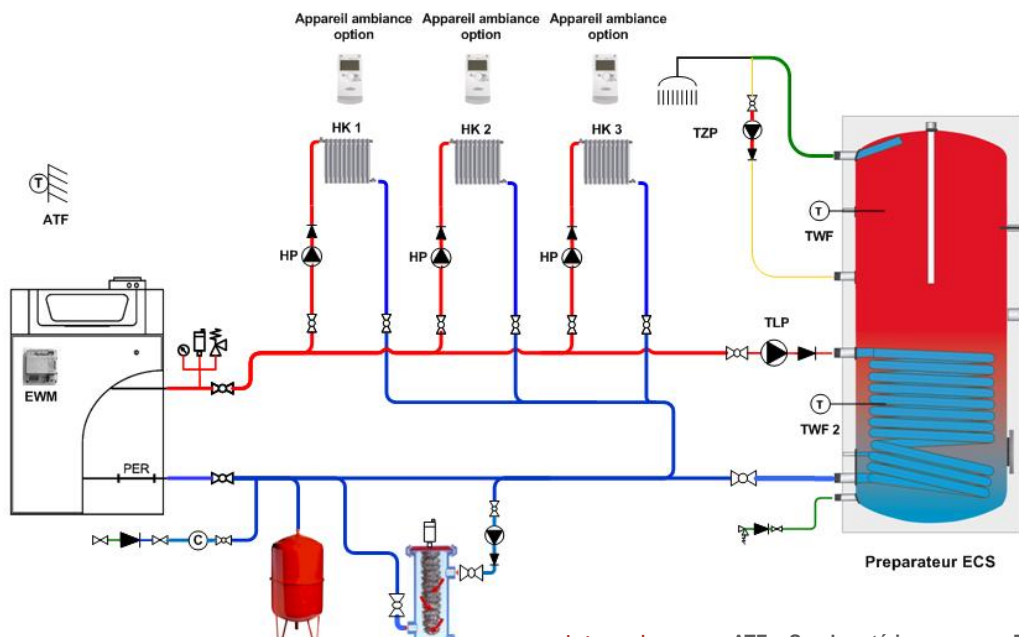 Appareil ambiance Appareil ambiance Appareil ambiance
option option option
HK 1 HK 2 HK 3
TZP
T
ATF
T
TWF
HP HP HP
TLP
EWM
T
TWF 2
PER
C
Preparateur ECS